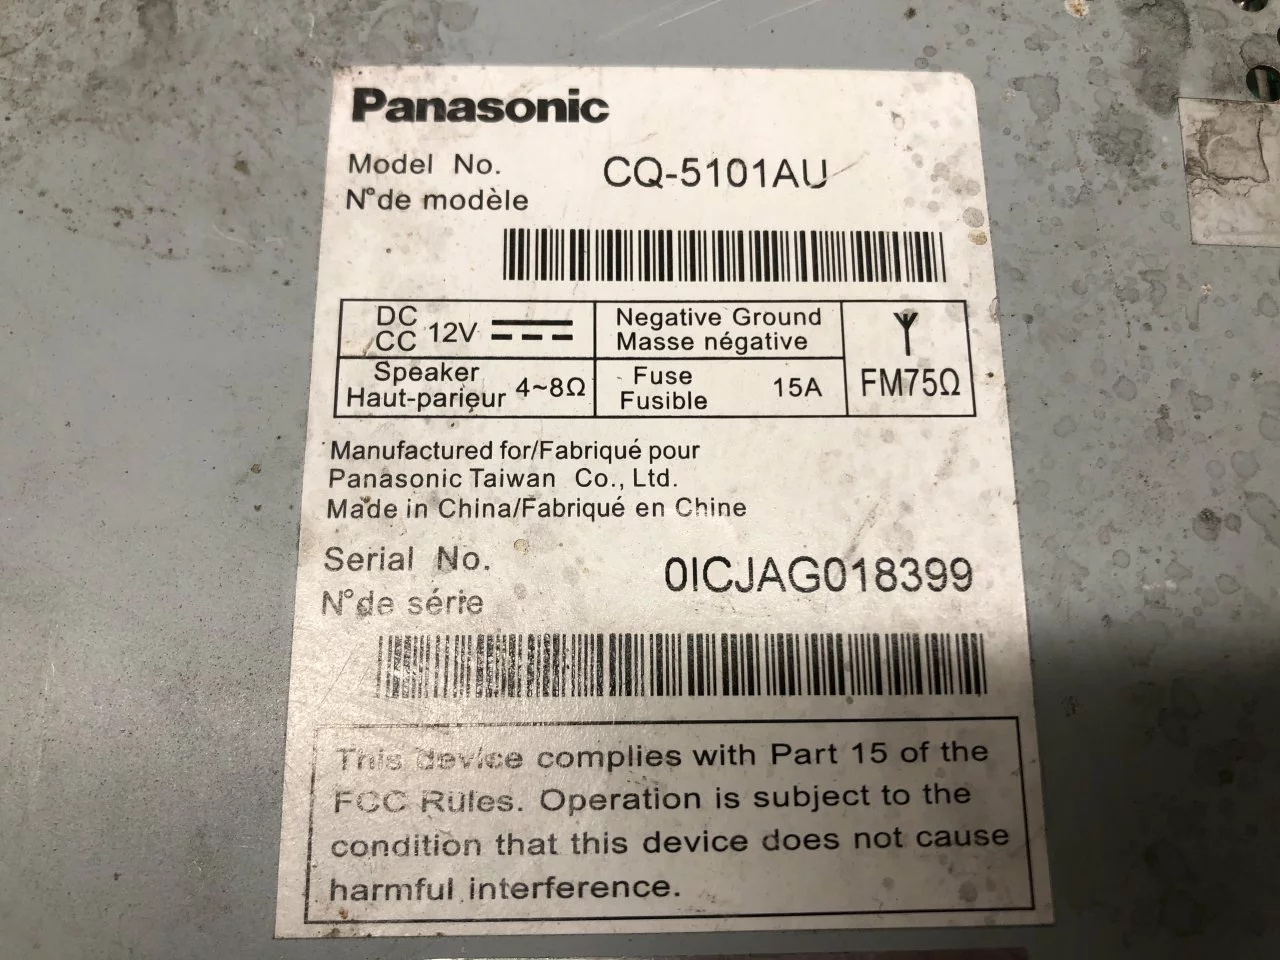 Panasonic
Model No. CQ-5101AU
N°de modèle
DC
CC 12V
Negative Ground
Masse négative
Speaker
Haut-parieur 4~8Ω
Fuse
Fusible 15A
FM75Ω
Manufactured for/Fabriqué pour
Panasonic Taiwan Co., Ltd.
Made in China/Fabriqué en Chine
Serial No. 0ICJAG018399
N°de série
This device complies with Part 15 of the
FCC Rules. Operation is subject to the
condition that this device does not cause
harmful interference.